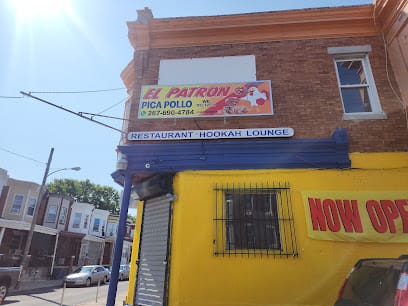 EL PATRON
PICA POLLO
267-690-4784
RESTAURANT HOOKAH LOUNGE
NOW OPE